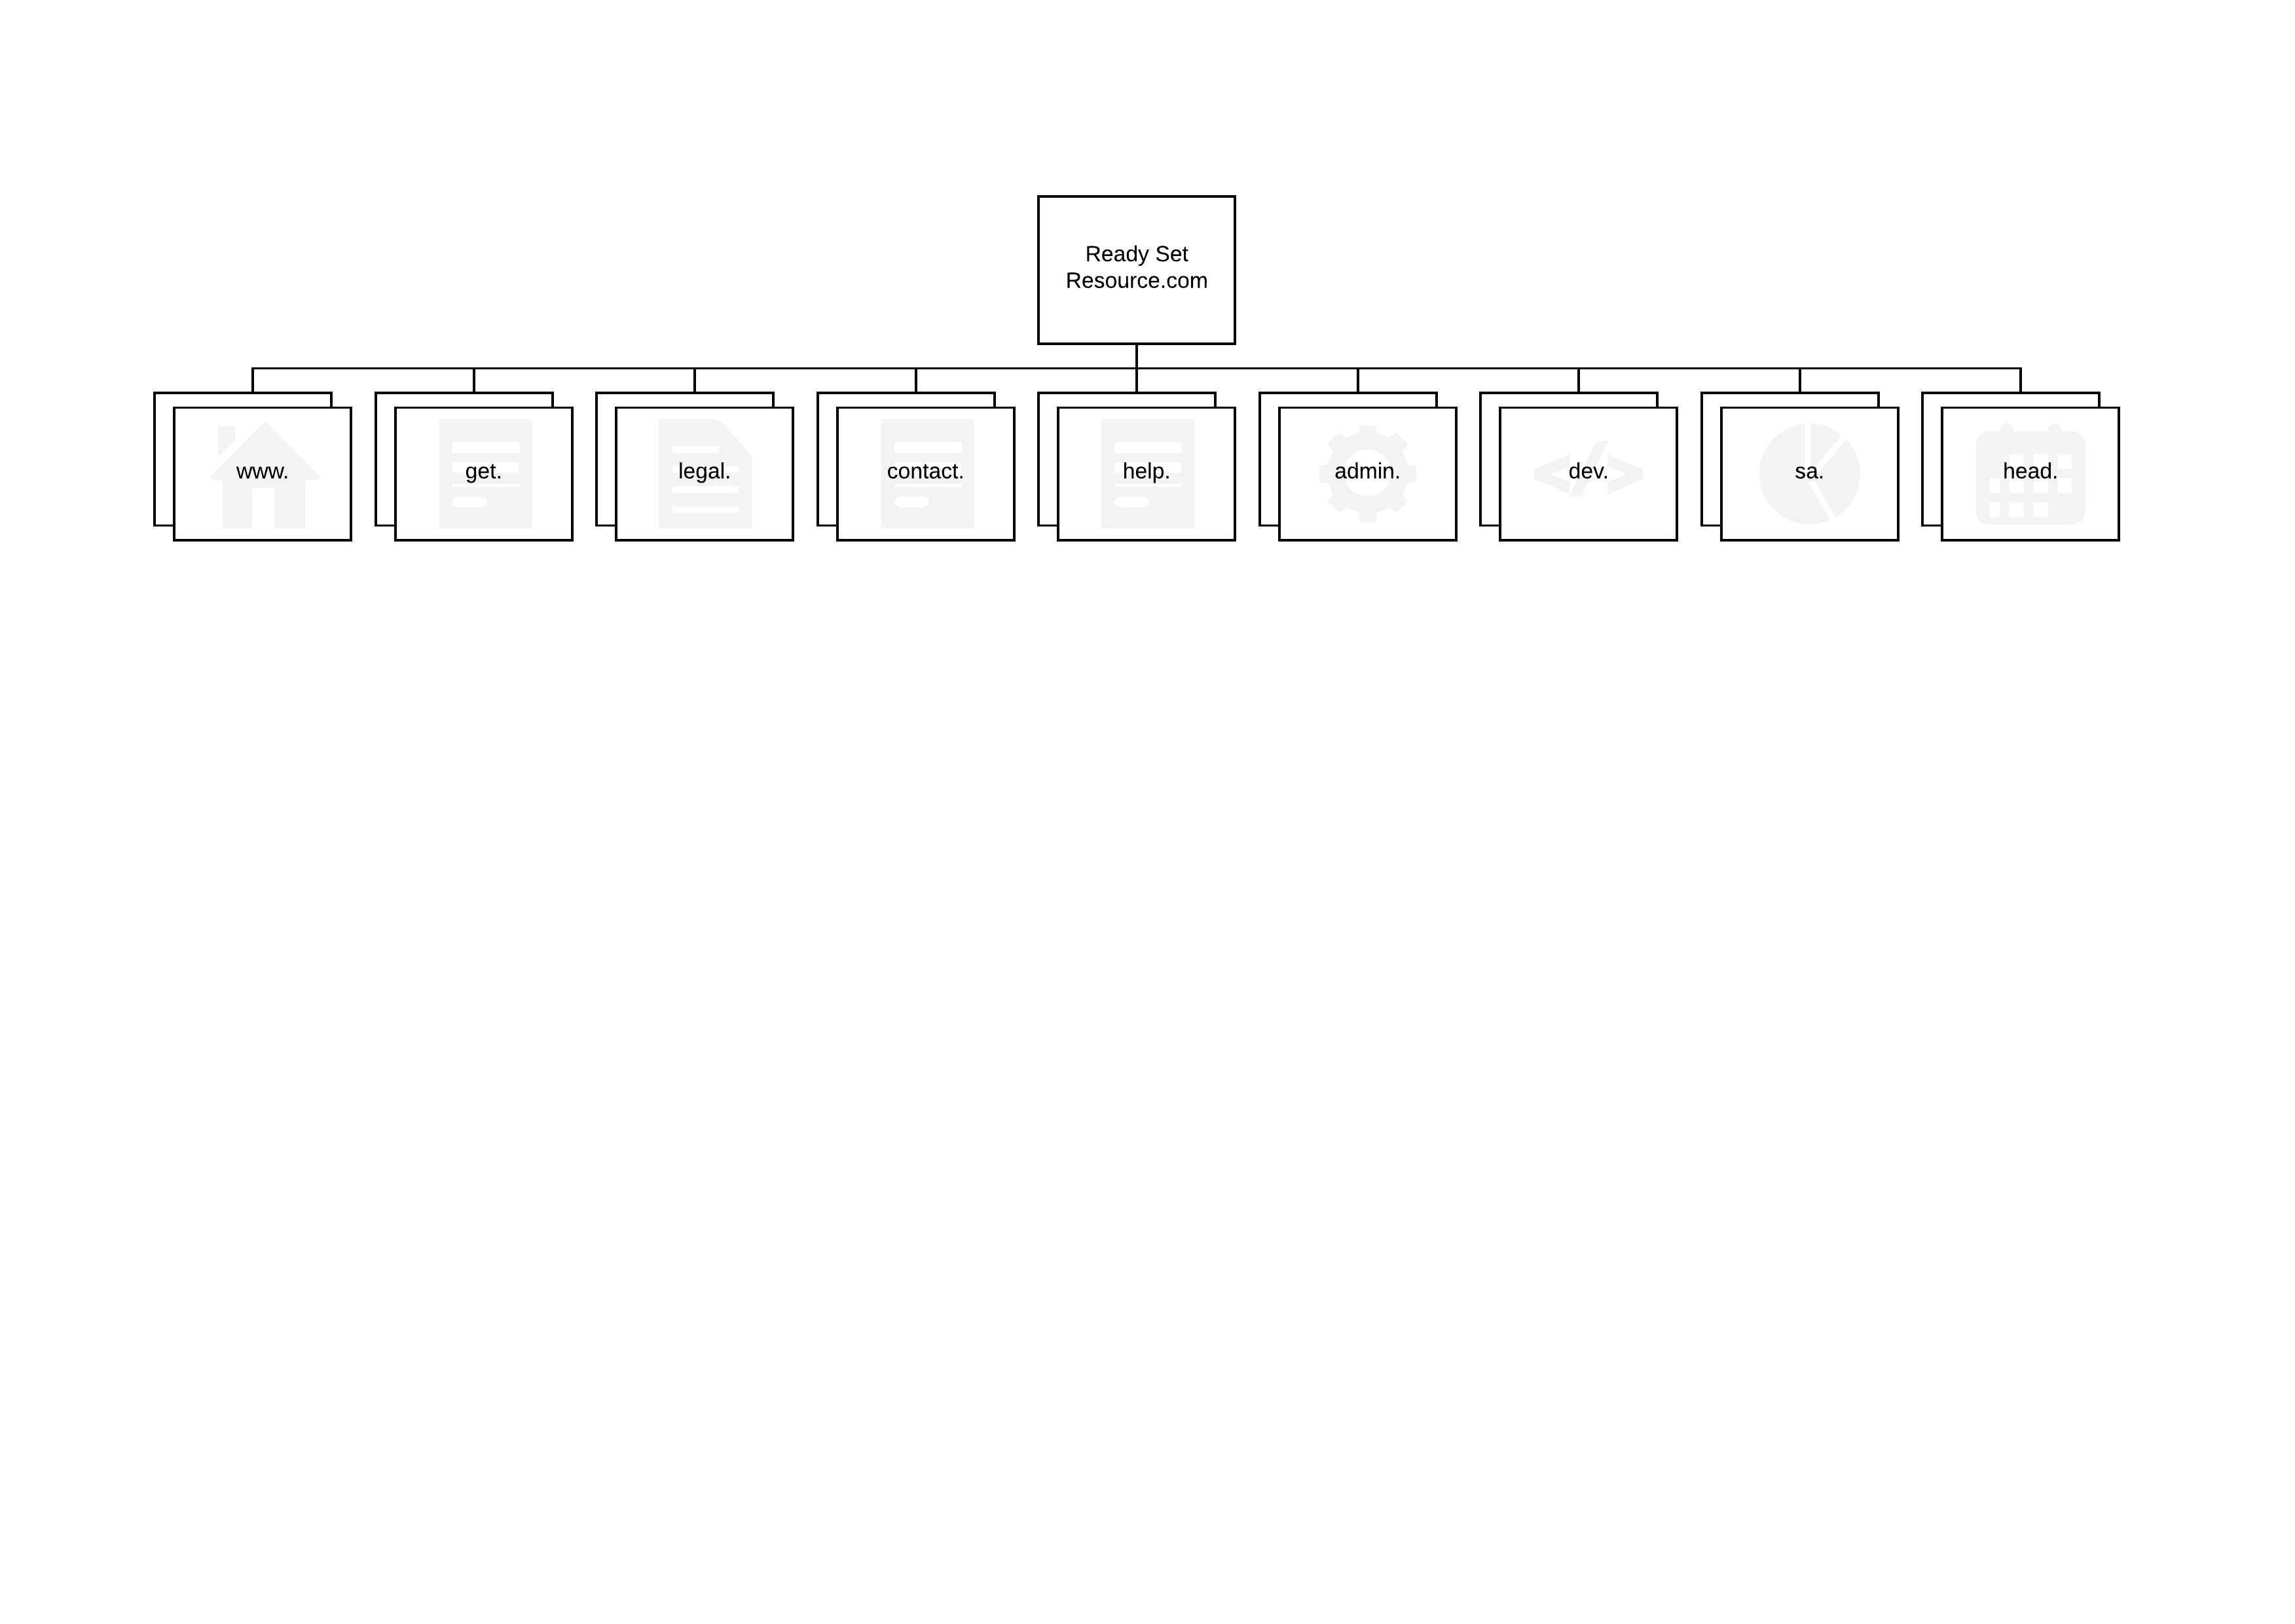 Ready Set
Resource.com
www.
get.
legal.
contact.
help.
admin.
dev.
sa.
head.